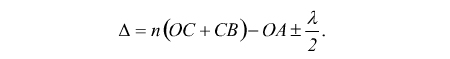 Δ = n(OC + CB) − OA ± λ/2.